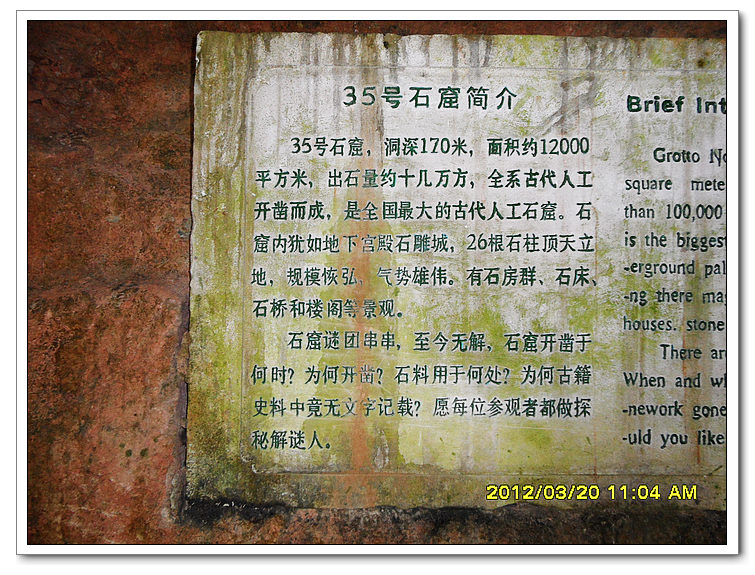 35号石窟简介
35号石窟，洞深170米，面积约12000
平方米，出石量约十几万方，全系古代人工
开凿而成，是全国最大的古代人工石窟。石
窟内犹如地下宫殿石雕城，26根石柱顶天立
地，规模恢弘，气势雄伟。有石房群、石床、
石桥和楼阁等景观。
石窟谜团串串，至今无解，石窟开凿于
何时？为何开凿？石料用于何处？为何古籍
史料中竟无文字记载？愿每位参观者都做探
秘解谜人。
Brief Int
Grotto No
square mete
than 100,000
is the biggest
-erground pal
-ng there mag
houses. stone
There are
When and wh
-nework gone
-uld you like
2012/03/20 11:04 AM